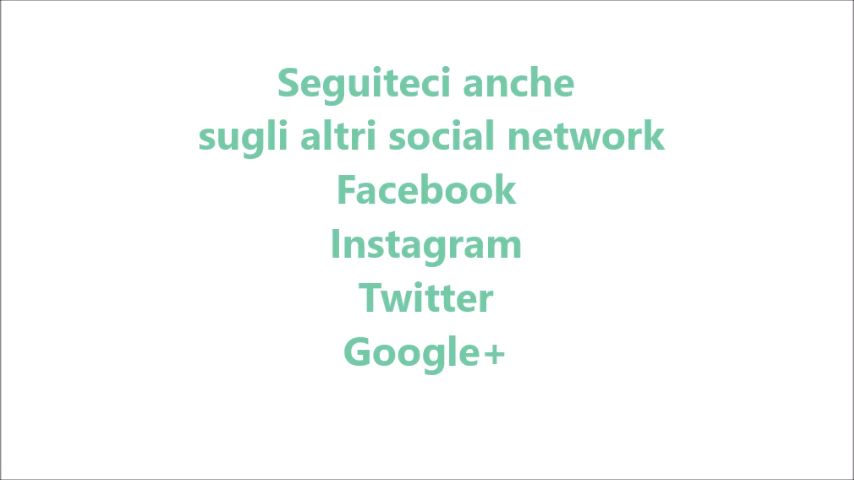 Seguiteci anche
sugli altri social network
Facebook
Instagram
Twitter
Google+